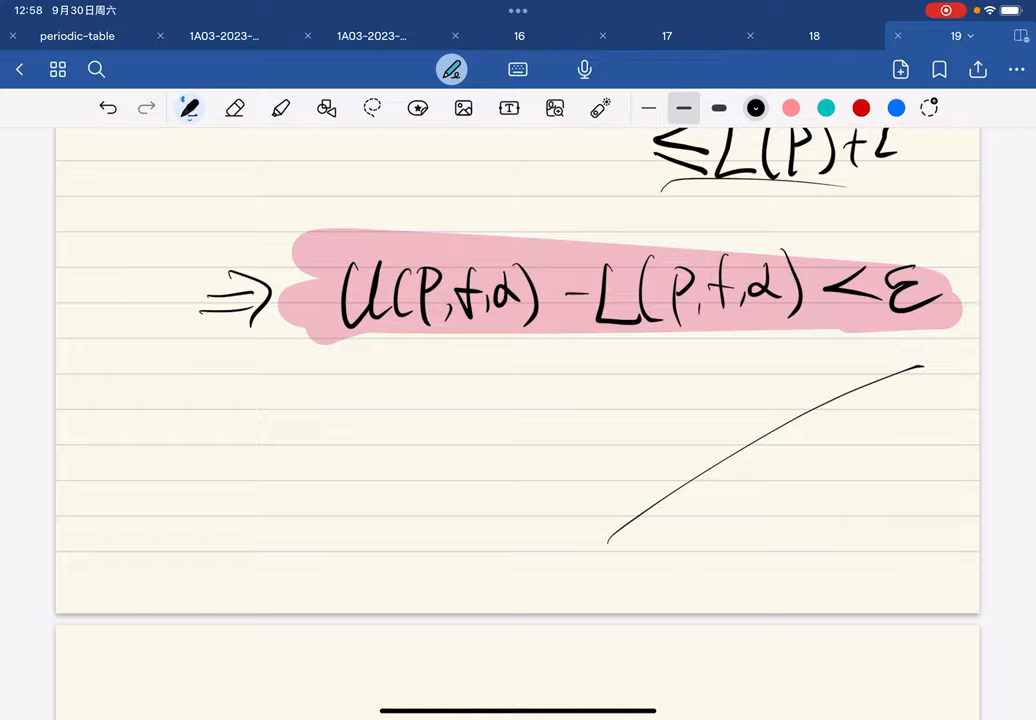 12:58 9月30日周六
periodic-table 1A03-2023-... 1A03-2023-... 16 17 18 19
≤ L(P) + L
⇒ U(P,f,α) - L(P,f,α) < ε